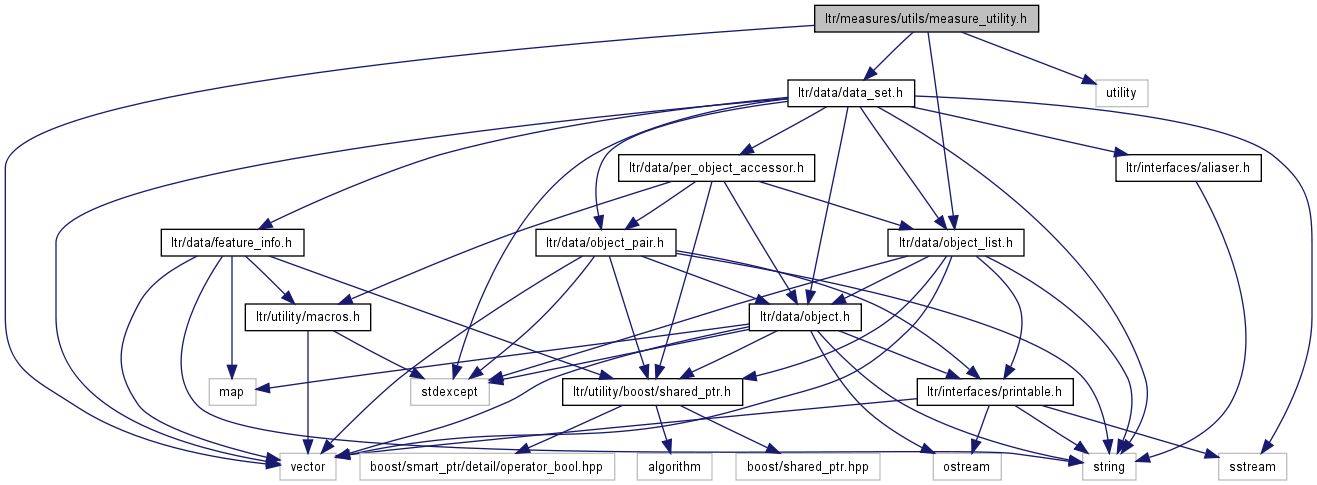 ltr/measures/utils/measure_utility.h
ltr/data/data_set.h
utility
ltr/data/per_object_accessor.h
ltr/interfaces/aliaser.h
ltr/data/feature_info.h
ltr/data/object_pair.h
ltr/data/object_list.h
ltr/utility/macros.h
ltr/data/object.h
map
stdexcept
ltr/utility/boost/shared_ptr.h
ltr/interfaces/printable.h
vector
boost/smart_ptr/detail/operator_bool.hpp
algorithm
boost/shared_ptr.hpp
ostream
string
sstream